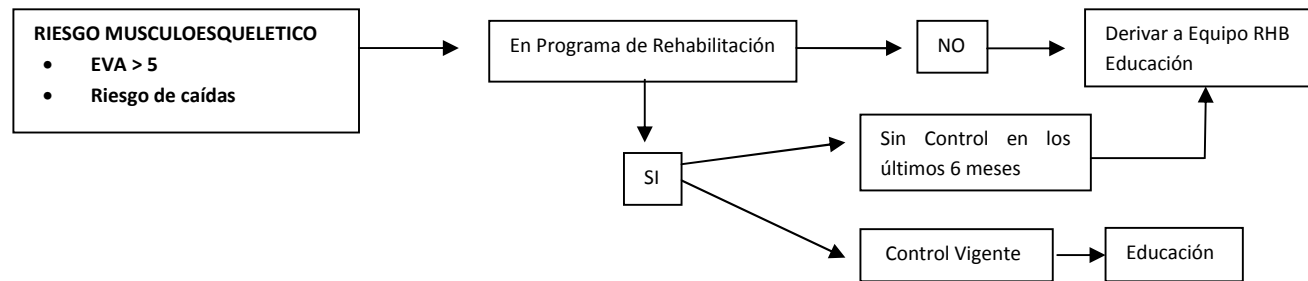 RIESGO MUSCULOESQUELETICO
• EVA > 5
• Riesgo de caídas
En Programa de Rehabilitación
NO
Derivar a Equipo RHB
Educación
SI
Sin Control en los
últimos 6 meses
Control Vigente
Educación